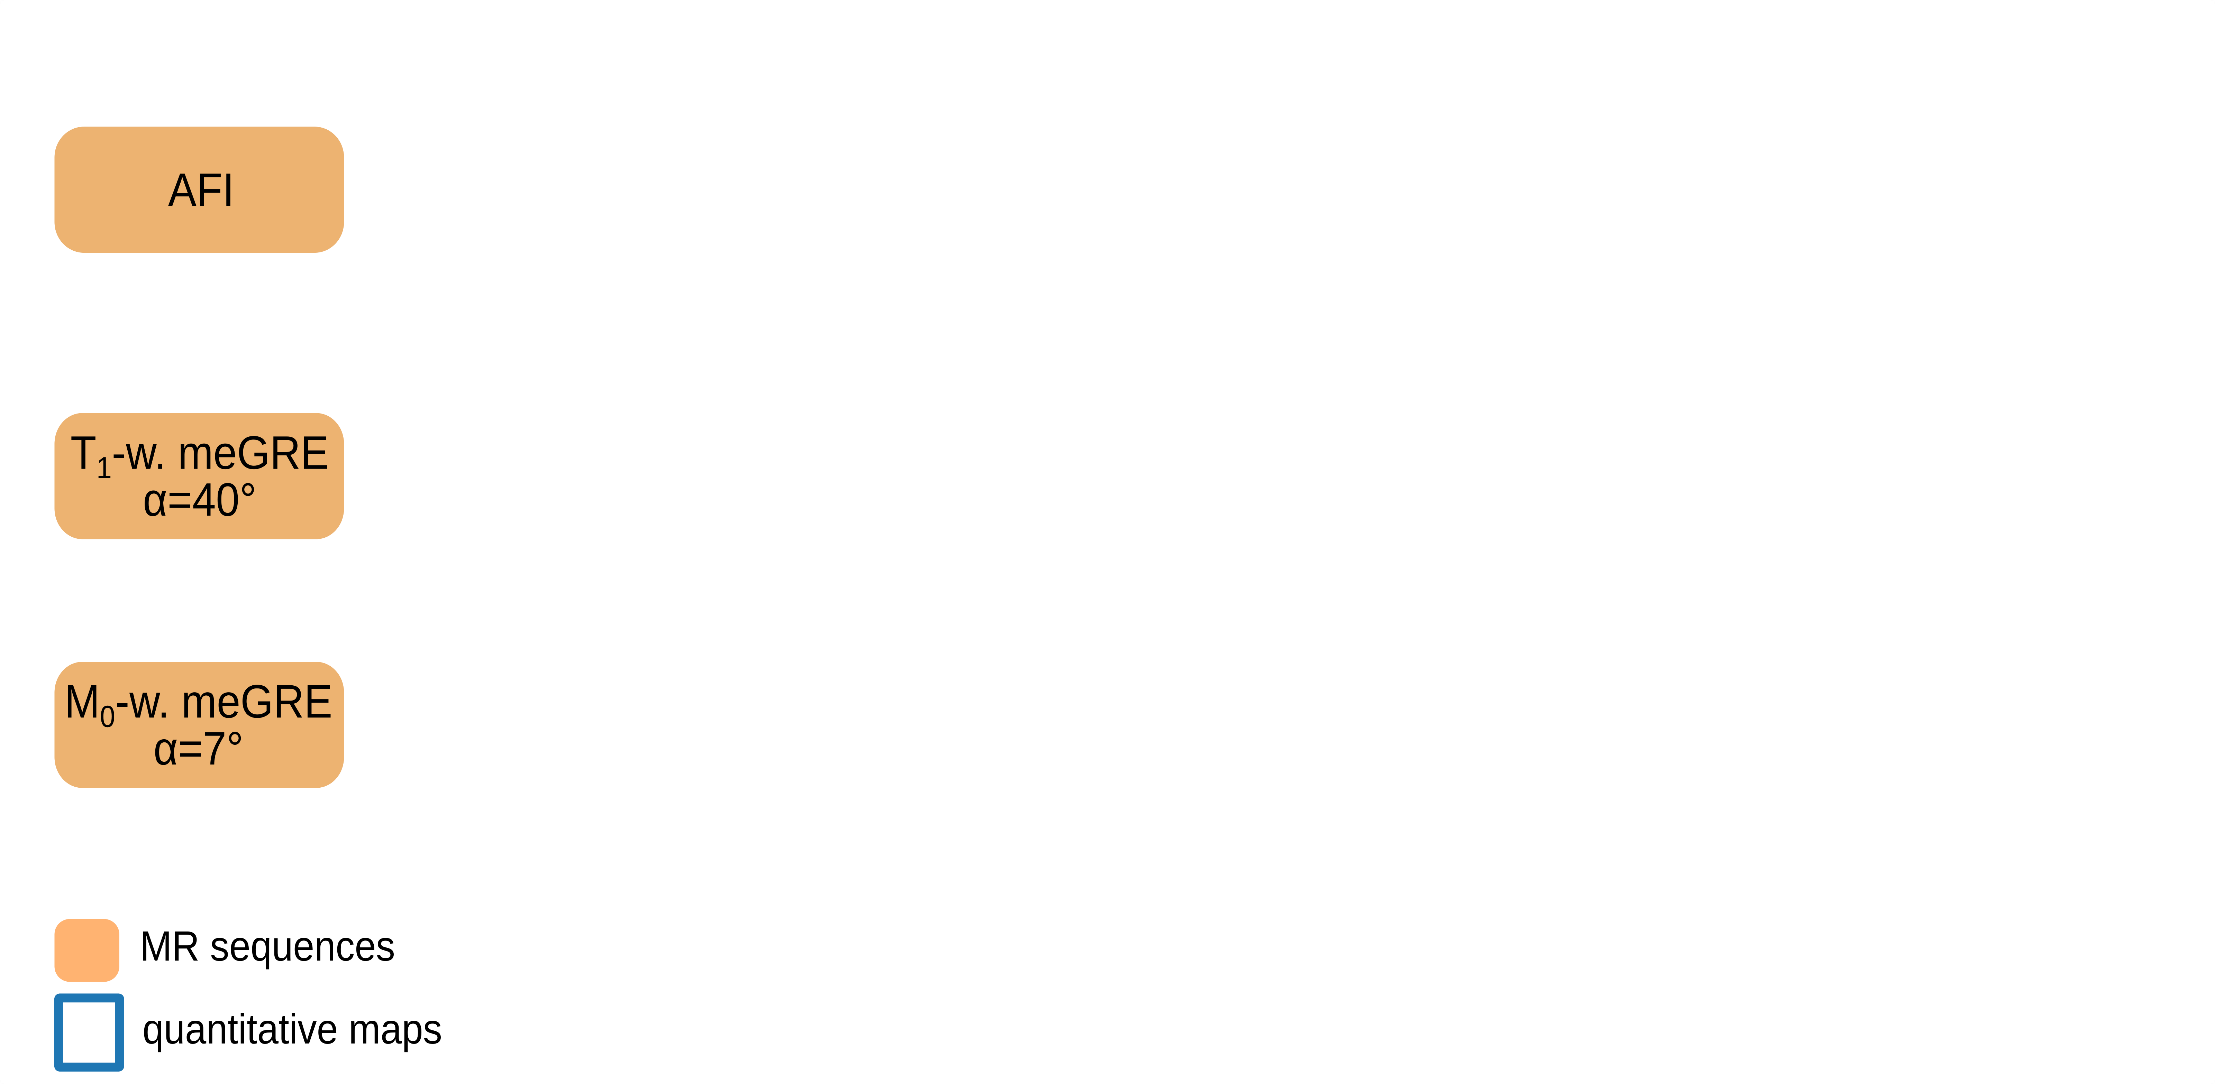 AFI
T₁-w. meGRE
α=40°
M₀-w. meGRE
α=7°
MR sequences
quantitative maps